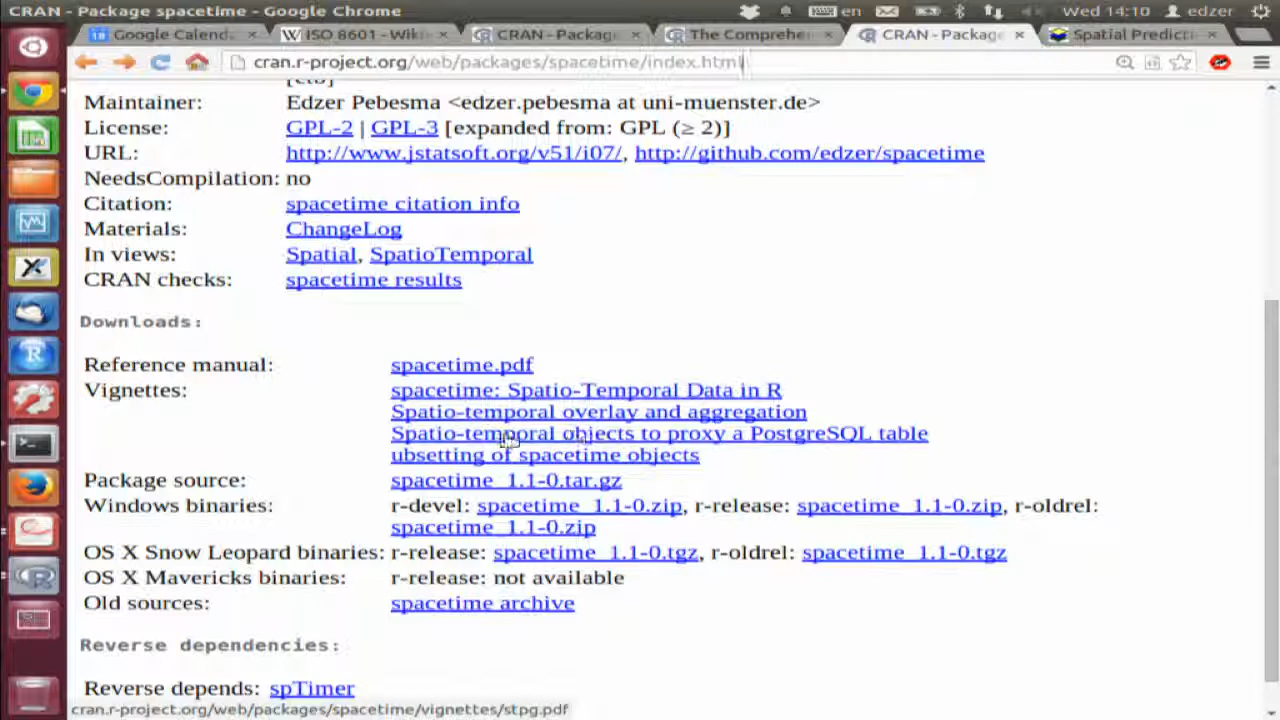 CRAN - Package spacetime - Google Chrome
en
Wed 14:10
edzer
Google Calend
ISO 8601 - Wiki
CRAN - Packag
The Comprehe
CRAN - Packag
Spatial Predicti
cran.r-project.org/web/packages/spacetime/index.html
[ctb]
Maintainer: Edzer Pebesma <edzer.pebesma at uni-muenster.de>
License: GPL-2 | GPL-3 [expanded from: GPL (≥ 2)]
URL: http://www.jstatsoft.org/v51/i07/, http://github.com/edzer/spacetime
NeedsCompilation: no
Citation: spacetime citation info
Materials: ChangeLog
In views: Spatial, SpatioTemporal
CRAN checks: spacetime results
Downloads:
Reference manual: spacetime.pdf
Vignettes: spacetime: Spatio-Temporal Data in R
Spatio-temporal overlay and aggregation
Spatio-temporal objects to proxy a PostgreSQL table
ubsetting of spacetime objects
Package source: spacetime_1.1-0.tar.gz
Windows binaries: r-devel: spacetime_1.1-0.zip, r-release: spacetime_1.1-0.zip, r-oldrel:
spacetime_1.1-0.zip
OS X Snow Leopard binaries: r-release: spacetime_1.1-0.tgz, r-oldrel: spacetime_1.1-0.tgz
OS X Mavericks binaries: r-release: not available
Old sources: spacetime archive
Reverse dependencies:
Reverse depends: spTimer
cran.r-project.org/web/packages/spacetime/vignettes/stpg.pdf